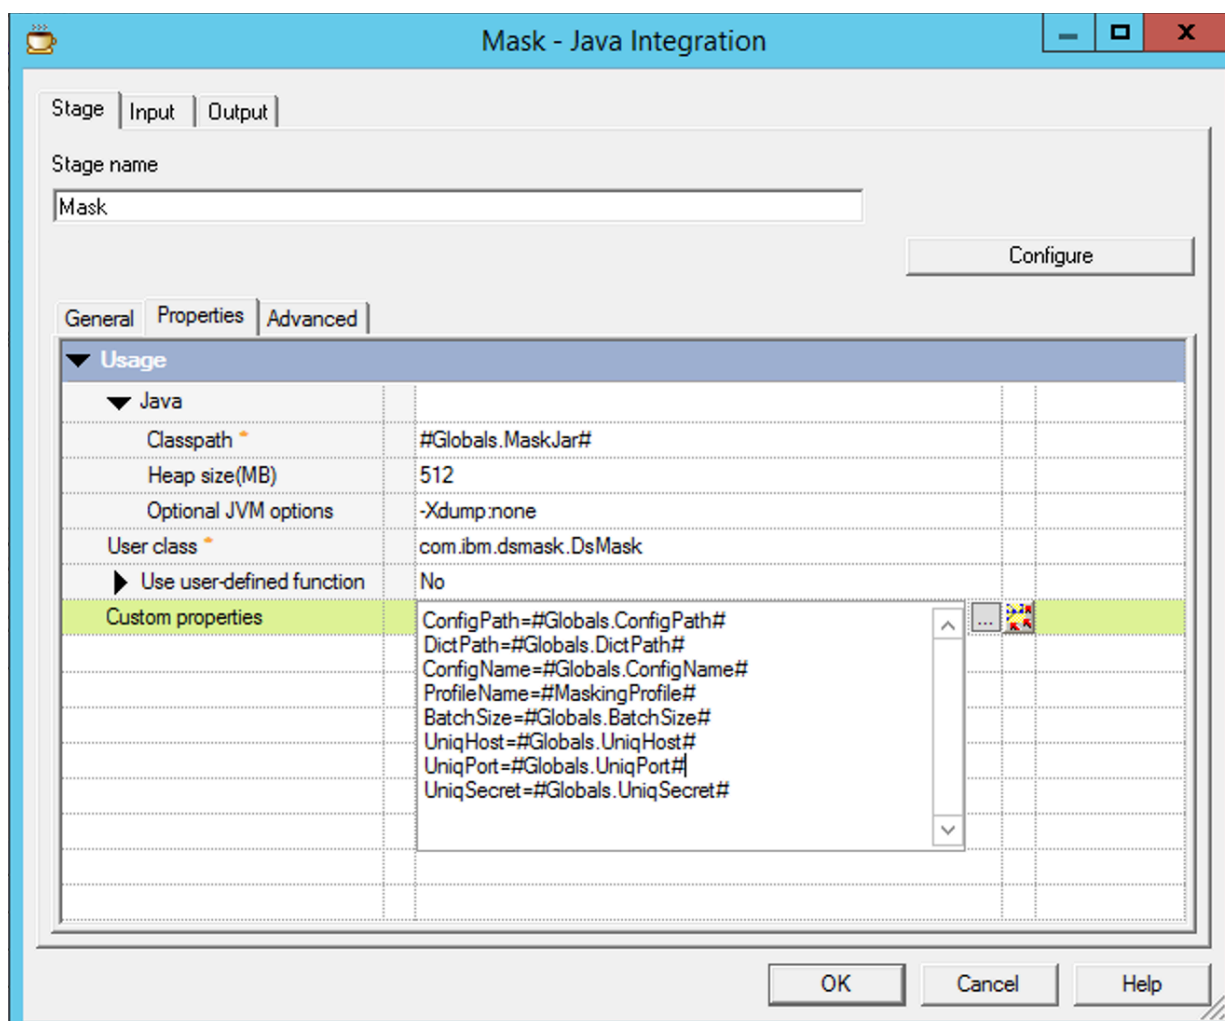 Mask - Java Integration
Stage Input Output
Stage name
Mask
Configure
General Properties Advanced
Usage
Java
Classpath * #Globals.MaskJar#
Heap size(MB) 512
Optional JVM options -Xdump:none
User class * com.ibm.dsmask.DsMask
Use user-defined function No
Custom properties ConfigPath=#Globals.ConfigPath#
DictPath=#Globals.DictPath#
ConfigName=#Globals.ConfigName#
ProfileName=#MaskingProfile#
BatchSize=#Globals.BatchSize#
UniqHost=#Globals.UniqHost#
UniqPort=#Globals.UniqPort#
UniqSecret=#Globals.UniqSecret#
...
OK Cancel Help